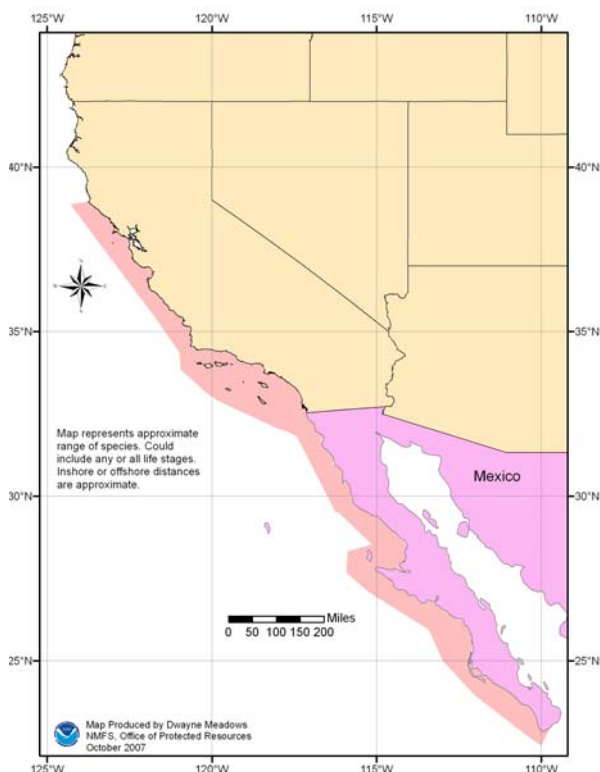 125°W 120°W 115°W 110°W
40°N 40°N
35°N 35°N
Map represents approximate
range of species. Could
include any or all life stages.
Inshore or offshore distances
are approximate.
Mexico
30°N 30°N
Miles
0 50 100 150 200
25°N 25°N
Map Produced by Dwayne Meadows
NMFS, Office of Protected Resources
October 2007
125°W 120°W 115°W 110°W